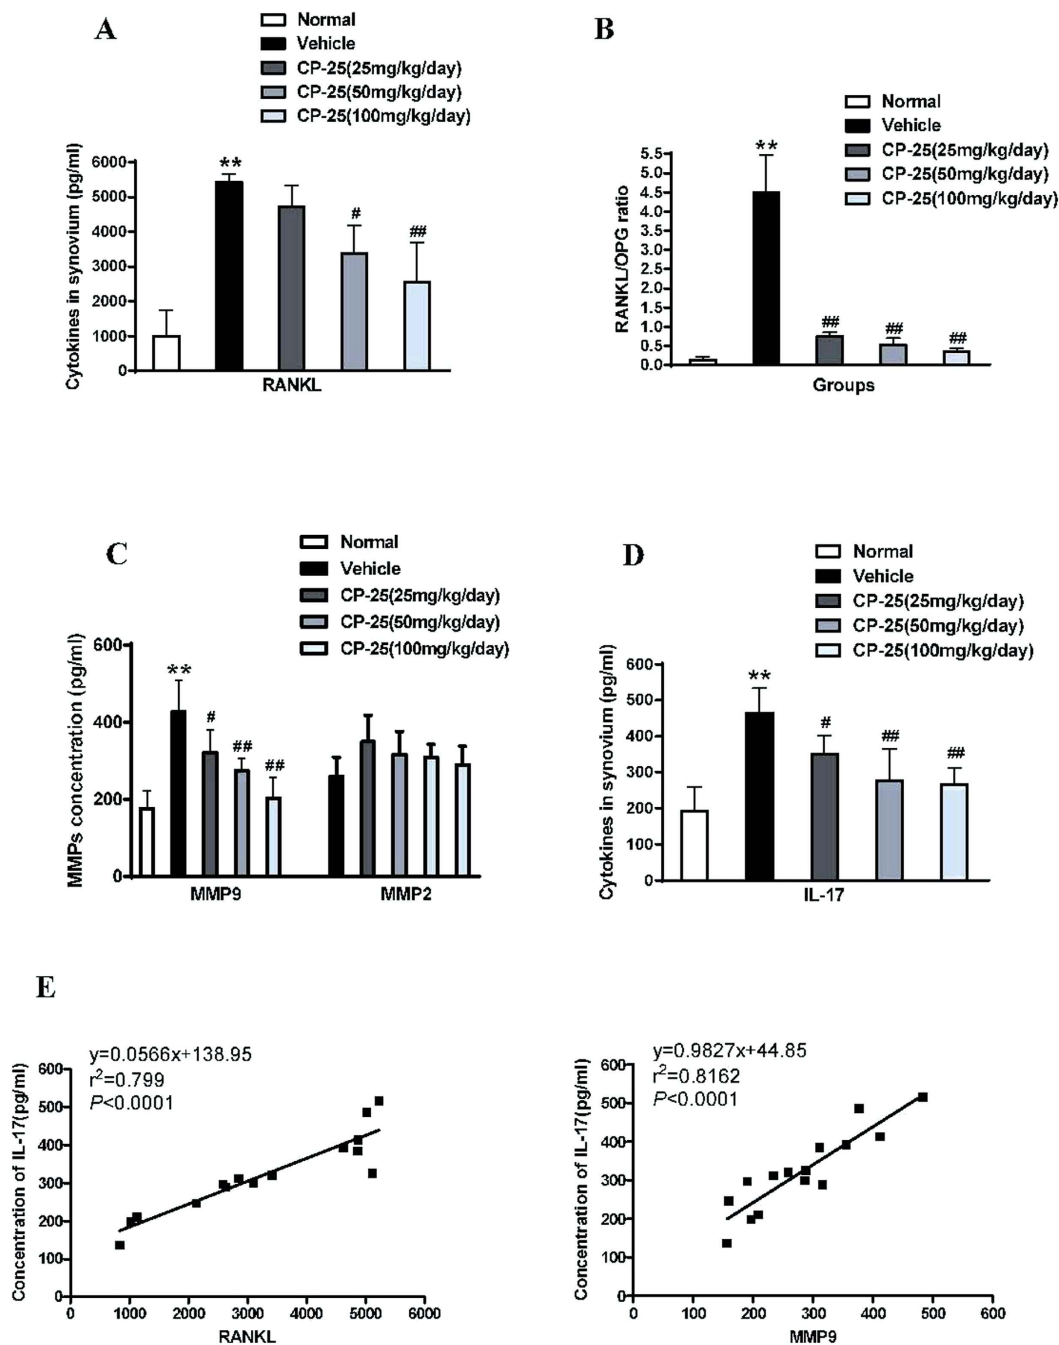 A
Normal
Vehicle
CP-25(25mg/kg/day)
CP-25(50mg/kg/day)
CP-25(100mg/kg/day)
Cytokines in synovium (pg/ml)
6000
5000
4000
3000
2000
1000
0
**
#
##
RANKL
B
Normal
Vehicle
CP-25(25mg/kg/day)
CP-25(50mg/kg/day)
CP-25(100mg/kg/day)
RANKL/OPG ratio
5.5
5.0
4.5
4.0
3.5
3.0
2.5
2.0
1.5
1.0
0.5
0.0
**
##
##
##
Groups
C
Normal
Vehicle
CP-25(25mg/kg/day)
CP-25(50mg/kg/day)
CP-25(100mg/kg/day)
MMPs concentration (pg/ml)
600
400
200
0
**
#
##
##
MMP9 MMP2
D
Normal
Vehicle
CP-25(25mg/kg/day)
CP-25(50mg/kg/day)
CP-25(100mg/kg/day)
Cytokines in synovium (pg/ml)
600
500
400
300
200
100
0
**
#
##
##
IL-17
E
y=0.0566x+138.95
r²=0.799
P<0.0001
Concentration of IL-17(pg/ml)
600
500
400
300
200
100
0
0 1000 2000 3000 4000 5000 6000
RANKL
y=0.9827x+44.85
r²=0.8162
P<0.0001
Concentration of IL-17(pg/ml)
600
500
400
300
200
100
0
0 100 200 300 400 500 600
MMP9